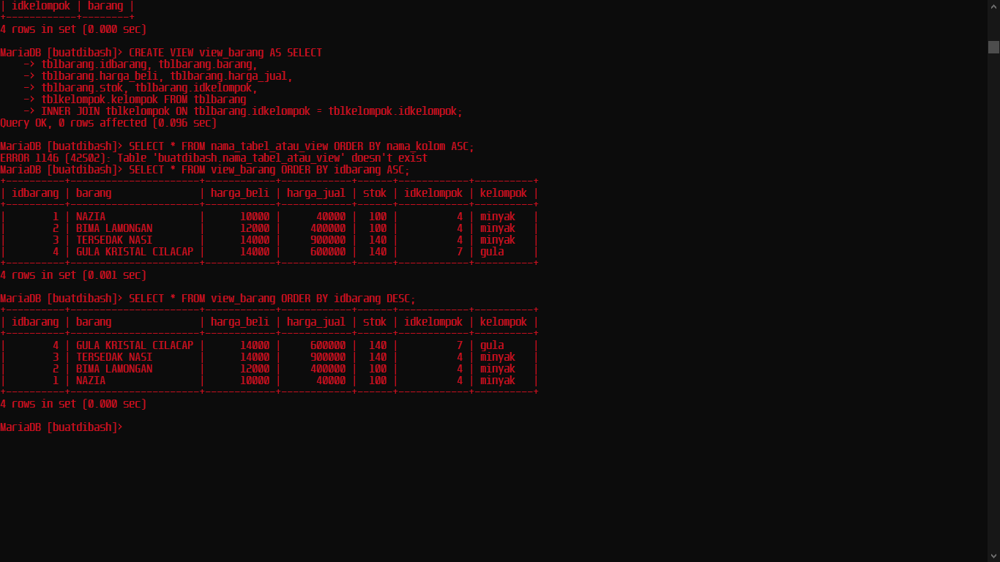 | idkelompok | barang |
+------------+--------+
4 rows in set (0.000 sec)

MariaDB [buatdibash]> CREATE VIEW view_barang AS SELECT
    -> tblbarang.idbarang, tblbarang.barang,
    -> tblbarang.harga_beli, tblbarang.harga_jual,
    -> tblbarang.stok, tblbarang.idkelompok,
    -> tblkelompok.kelompok FROM tblbarang
    -> INNER JOIN tblkelompok ON tblbarang.idkelompok = tblkelompok.idkelompok;
Query OK, 0 rows affected (0.096 sec)

MariaDB [buatdibash]> SELECT * FROM nama_tabel_atau_view ORDER BY nama_kolom ASC;
ERROR 1146 (42S02): Table 'buatdibash.nama_tabel_atau_view' doesn't exist
MariaDB [buatdibash]> SELECT * FROM view_barang ORDER BY idbarang ASC;
+----------+----------------------+------------+------------+------+------------+----------+
| idbarang | barang               | harga_beli | harga_jual | stok | idkelompok | kelompok |
+----------+----------------------+------------+------------+------+------------+----------+
|        1 | NAZIA                |      10000 |      40000 |  100 |          4 | minyak   |
|        2 | BIMA LAMONGAN        |      12000 |     400000 |  100 |          4 | minyak   |
|        3 | TERSEDAK NASI        |      14000 |     900000 |  140 |          4 | minyak   |
|        4 | GULA KRISTAL CILACAP |      14000 |     600000 |  140 |          7 | gula     |
+----------+----------------------+------------+------------+------+------------+----------+
4 rows in set (0.001 sec)

MariaDB [buatdibash]> SELECT * FROM view_barang ORDER BY idbarang DESC;
+----------+----------------------+------------+------------+------+------------+----------+
| idbarang | barang               | harga_beli | harga_jual | stok | idkelompok | kelompok |
+----------+----------------------+------------+------------+------+------------+----------+
|        4 | GULA KRISTAL CILACAP |      14000 |     600000 |  140 |          7 | gula     |
|        3 | TERSEDAK NASI        |      14000 |     900000 |  140 |          4 | minyak   |
|        2 | BIMA LAMONGAN        |      12000 |     400000 |  100 |          4 | minyak   |
|        1 | NAZIA                |      10000 |      40000 |  100 |          4 | minyak   |
+----------+----------------------+------------+------------+------+------------+----------+
4 rows in set (0.000 sec)

MariaDB [buatdibash]>